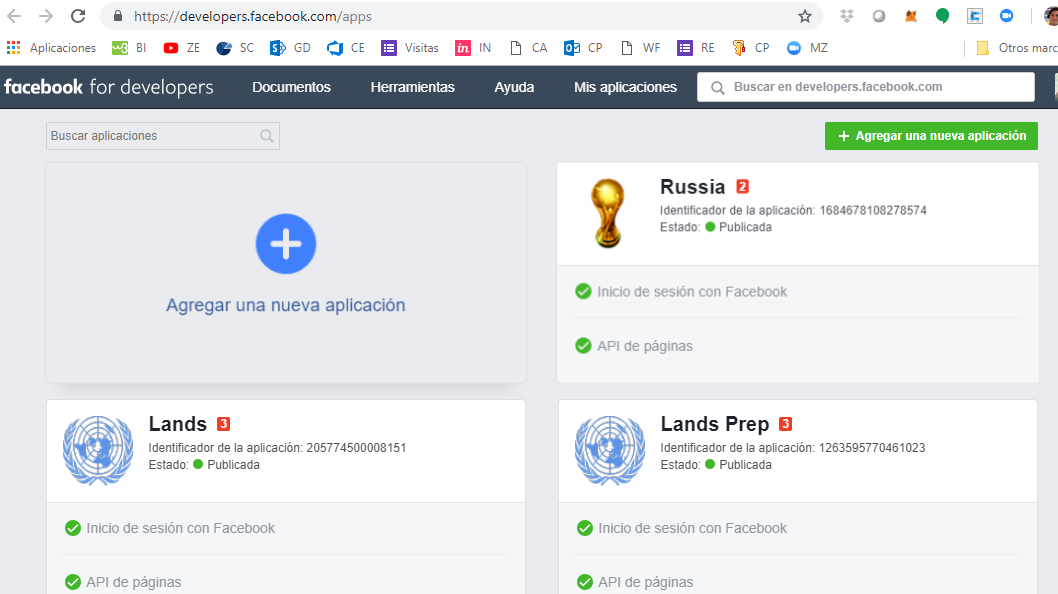 https://developers.facebook.com/apps
Aplicaciones BI ZE SC GD CE Visitas in IN CA CP WF RE CP MZ Otros marc
facebook for developers Documentos Herramientas Ayuda Mis aplicaciones Buscar en developers.facebook.com
Buscar aplicaciones
+ Agregar una nueva aplicación
Agregar una nueva aplicación
Russia 2
Identificador de la aplicación: 1684678108278574
Estado: Publicada
Inicio de sesión con Facebook
API de páginas
Lands 3
Identificador de la aplicación: 205774500008151
Estado: Publicada
Inicio de sesión con Facebook
API de páginas
Lands Prep 3
Identificador de la aplicación: 1263595770461023
Estado: Publicada
Inicio de sesión con Facebook
API de páginas